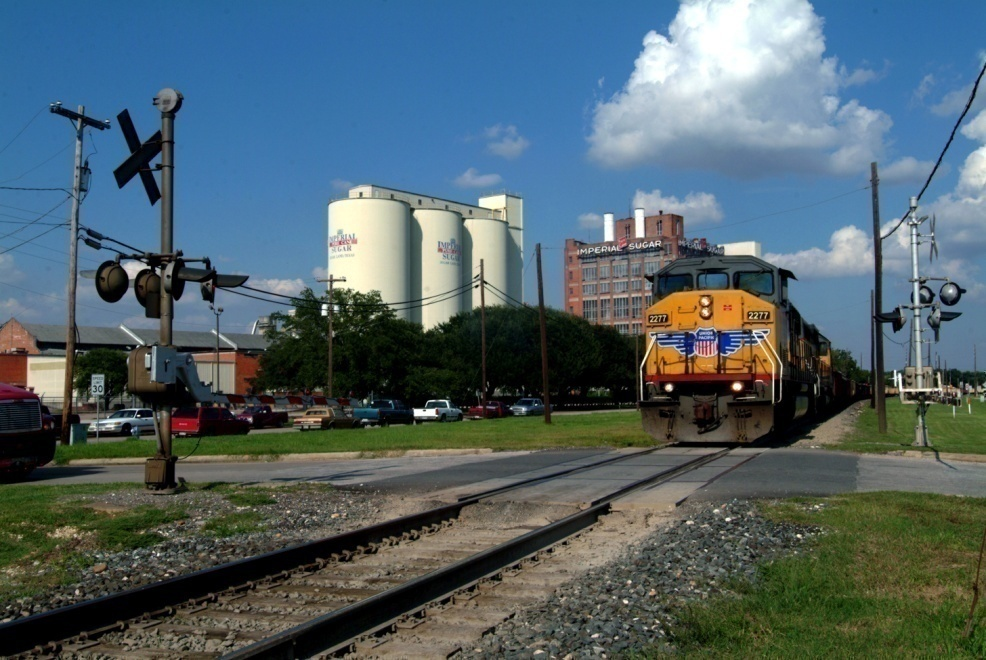 IMPERIAL
SUGAR
IMPERIAL
SUGAR
IMPERIAL SUGAR
2277
2277
UNION
PACIFIC
SPEED
LIMIT
30